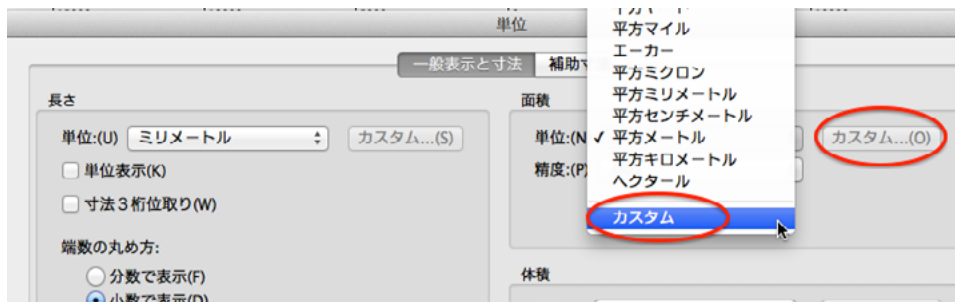 単位
一般表示と寸法
補助
長さ
単位:(U) ミリメートル カスタム...(S)
単位表示(K)
寸法3桁位取り(W)
端数の丸め方:
分数で表示(F)
小数で表示(D)
面積
単位:(N
精度:(P)
平方マイル
エーカー
平方ミクロン
平方ミリメートル
平方センチメートル
✓ 平方メートル
平方キロメートル
ヘクタール
カスタム
カスタム...(O)
体積